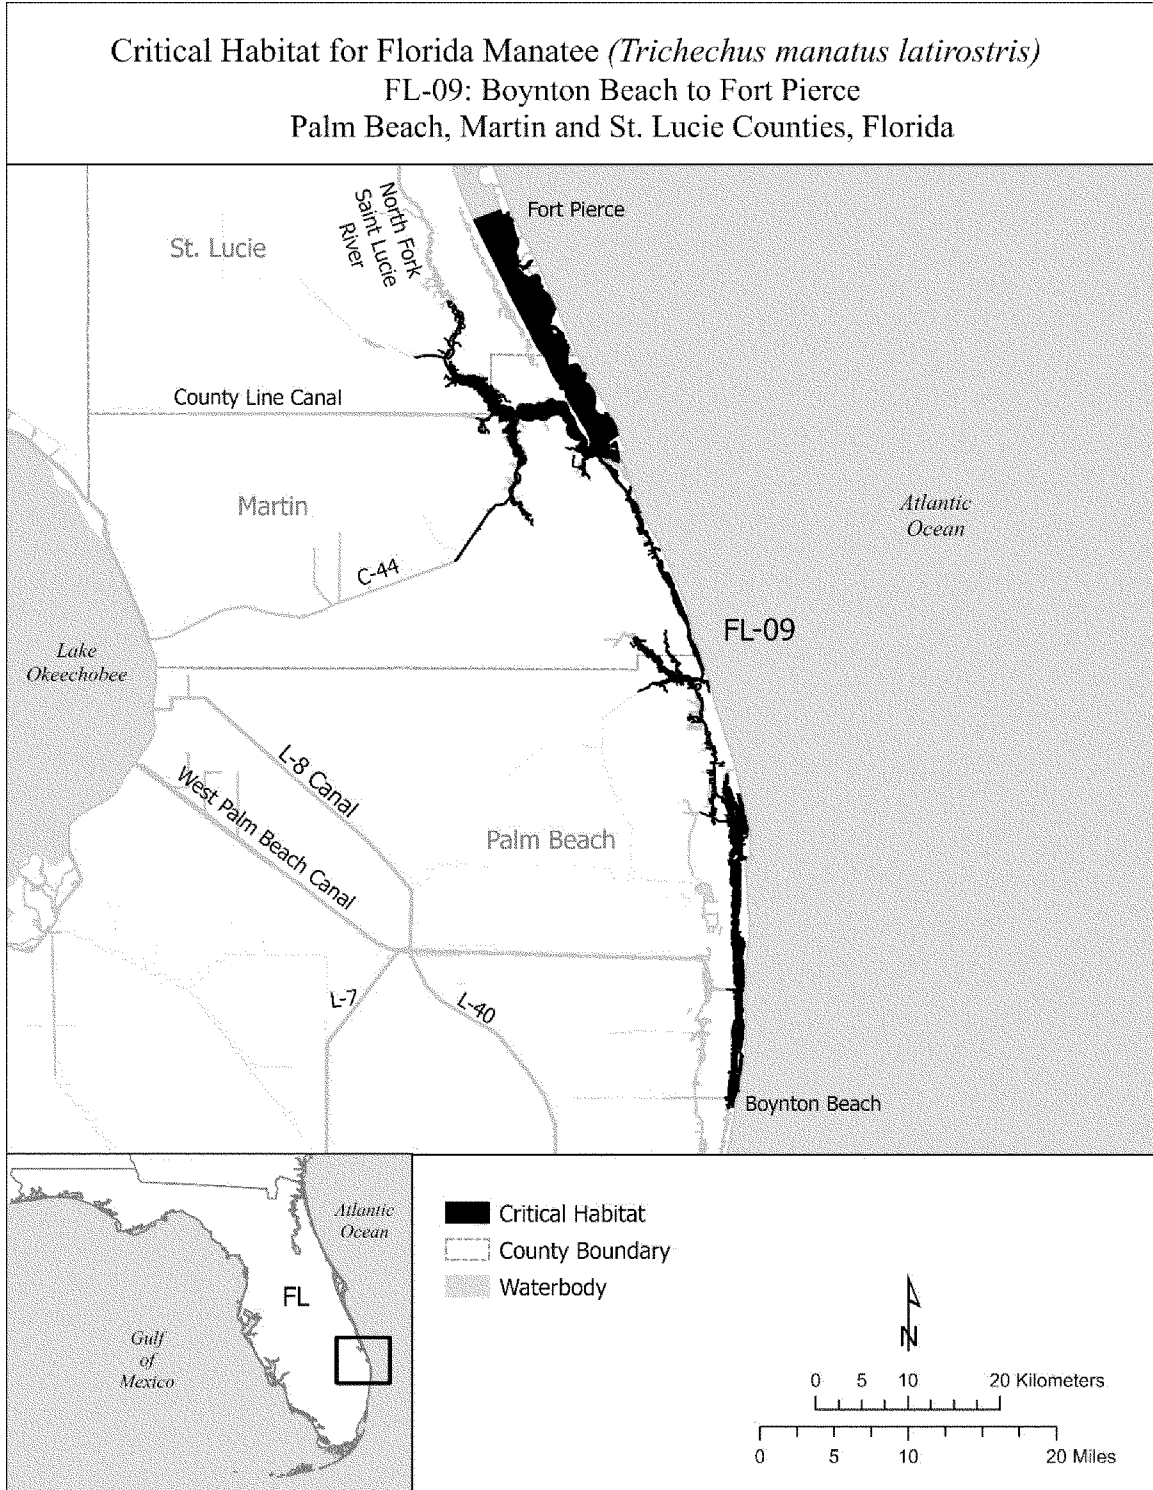 Critical Habitat for Florida Manatee (Trichechus manatus latirostris)
FL-09: Boynton Beach to Fort Pierce
Palm Beach, Martin and St. Lucie Counties, Florida
Fort Pierce
North Fork
Saint Lucie
River
St. Lucie
County Line Canal
Martin
Atlantic
Ocean
C-44
FL-09
Lake
Okeechobee
L-8 Canal
West Palm Beach Canal
Palm Beach
L-7
L-40
Boynton Beach
Atlantic
Ocean
FL
Gulf
of
Mexico
Critical Habitat
County Boundary
Waterbody
N
0 5 10 20 Kilometers
0 5 10 20 Miles